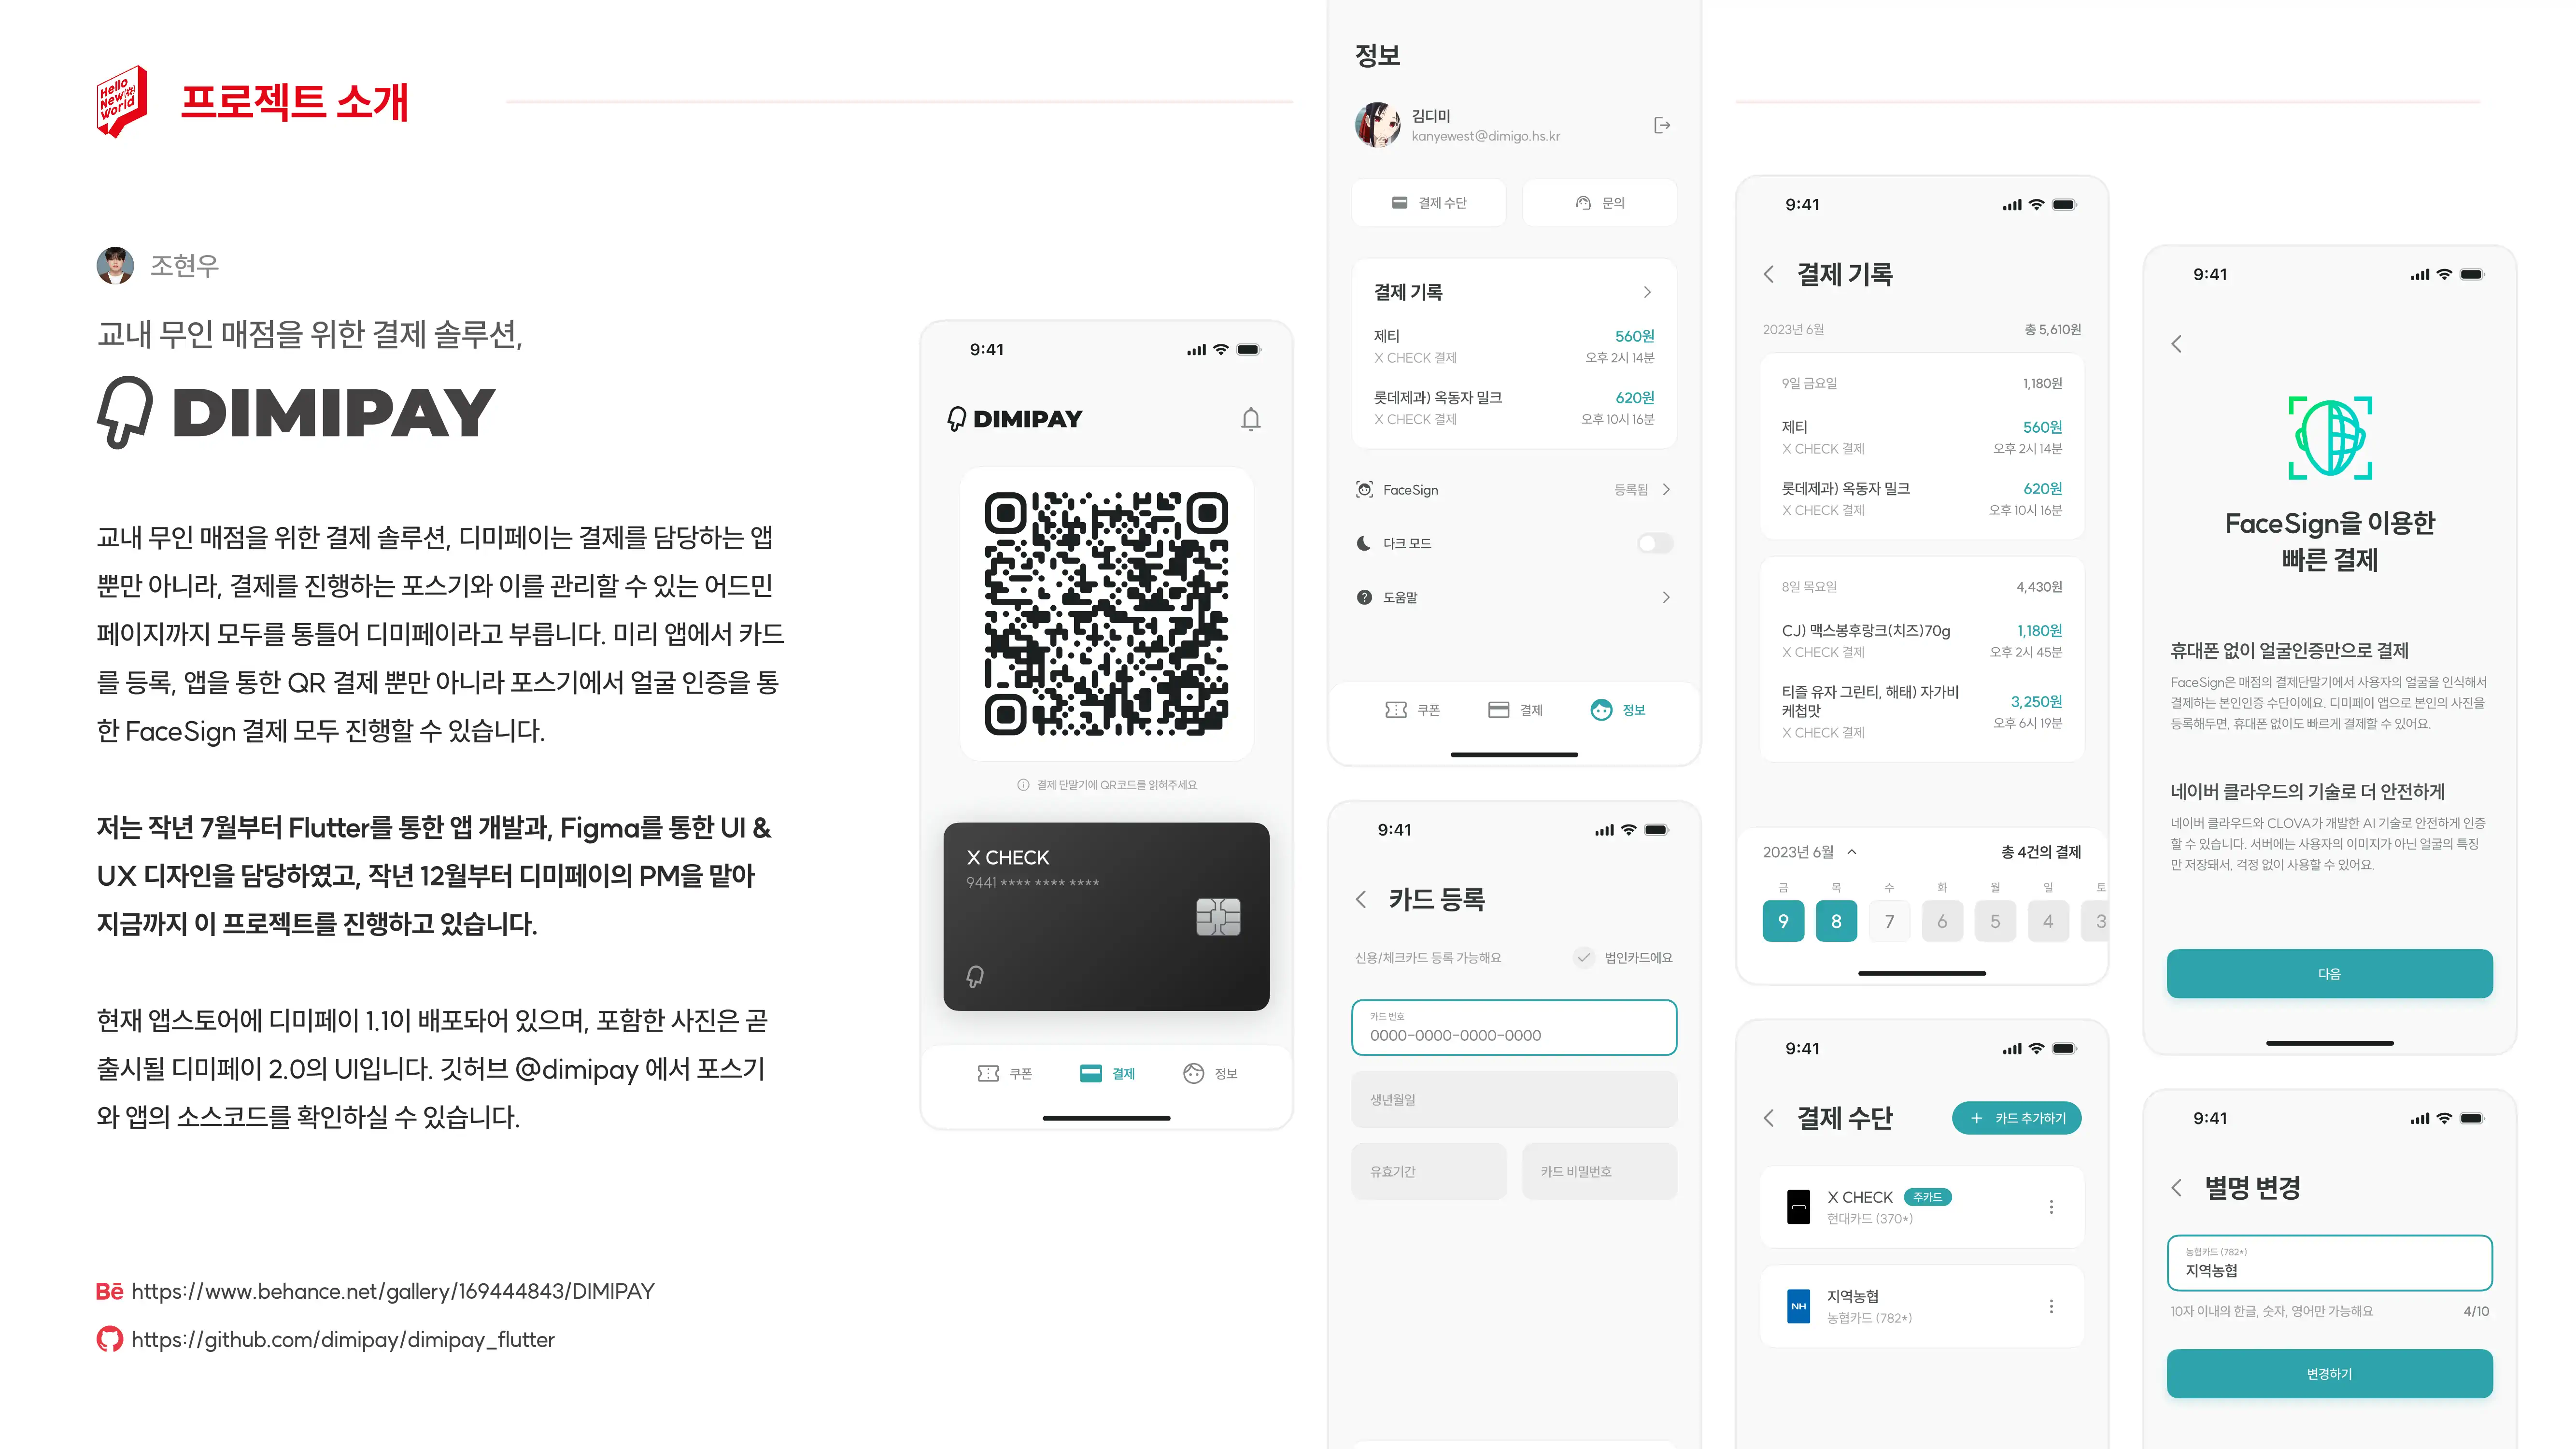 Hello
New
World
프로젝트 소개
조현우
교내 무인 매점을 위한 결제 솔루션,
DIMIPAY
교내 무인 매점을 위한 결제 솔루션, 디미페이는 결제를 담당하는 앱
뿐만 아니라, 결제를 진행하는 포스기와 이를 관리할 수 있는 어드민
페이지까지 모두를 통틀어 디미페이라고 부릅니다. 미리 앱에서 카드
를 등록, 앱을 통한 QR 결제 뿐만 아니라 포스기에서 얼굴 인증을 통
한 FaceSign 결제 모두 진행할 수 있습니다.
저는 작년 7월부터 Flutter를 통한 앱 개발과, Figma를 통한 UI &
UX 디자인을 담당하였고, 작년 12월부터 디미페이의 PM을 맡아
지금까지 이 프로젝트를 진행하고 있습니다.
현재 앱스토어에 디미페이 1.1이 배포돠어 있으며, 포함한 사진은 곧
출시될 디미페이 2.0의 UI입니다. 깃허브 @dimipay 에서 포스기
와 앱의 소스코드를 확인하실 수 있습니다.
Bē https://www.behance.net/gallery/169444843/DIMIPAY
https://github.com/dimipay/dimipay_flutter
9:41
DIMIPAY
결제 단말기에 QR코드를 읽혀주세요
X CHECK
9441 **** **** ****
쿠폰 결제 정보
정보
김디미
kanyewest@dimigo.hs.kr
결제 수단 문의
결제 기록
제티 560원
X CHECK 결제 오후 2시 14분
롯데제과) 옥동자 밀크 620원
X CHECK 결제 오후 10시 16분
FaceSign 등록됨
다크 모드
도움말
쿠폰 결제 정보
9:41
카드 등록
신용/체크카드 등록 가능해요 법인카드에요
카드 번호
0000-0000-0000-0000
생년월일
유효기간 카드 비밀번호
9:41
결제 기록
2023년 6월 총 5,610원
9일 금요일 1,180원
제티 560원
X CHECK 결제 오후 2시 14분
롯데제과) 옥동자 밀크 620원
X CHECK 결제 오후 10시 16분
8일 목요일 4,430원
CJ) 맥스봉후랑크(치즈)70g 1,180원
X CHECK 결제 오후 2시 45분
티즐 유자 그린티, 해태) 자가비
케첩맛 3,250원
X CHECK 결제 오후 6시 19분
2023년 6월 총 4건의 결제
금 목 수 화 월 일 토
9 8 7 6 5 4 3
9:41
결제 수단 + 카드 추가하기
X CHECK 주카드
현대카드 (370*)
NH 지역농협
농협카드 (782*)
9:41
FaceSign을 이용한
빠른 결제
휴대폰 없이 얼굴인증만으로 결제
FaceSign은 매점의 결제단말기에서 사용자의 얼굴을 인식해서
결제하는 본인인증 수단이에요. 디미페이 앱으로 본인의 사진을
등록해두면, 휴대폰 없이도 빠르게 결제할 수 있어요.
네이버 클라우드의 기술로 더 안전하게
네이버 클라우드와 CLOVA가 개발한 AI 기술로 안전하게 인증
할 수 있습니다. 서버에는 사용자의 이미지가 아닌 얼굴의 특징
만 저장돼서, 걱정 없이 사용할 수 있어요.
다음
9:41
별명 변경
농협카드 (782*)
지역농협
10자 이내의 한글, 숫자, 영어만 가능해요 4/10
변경하기